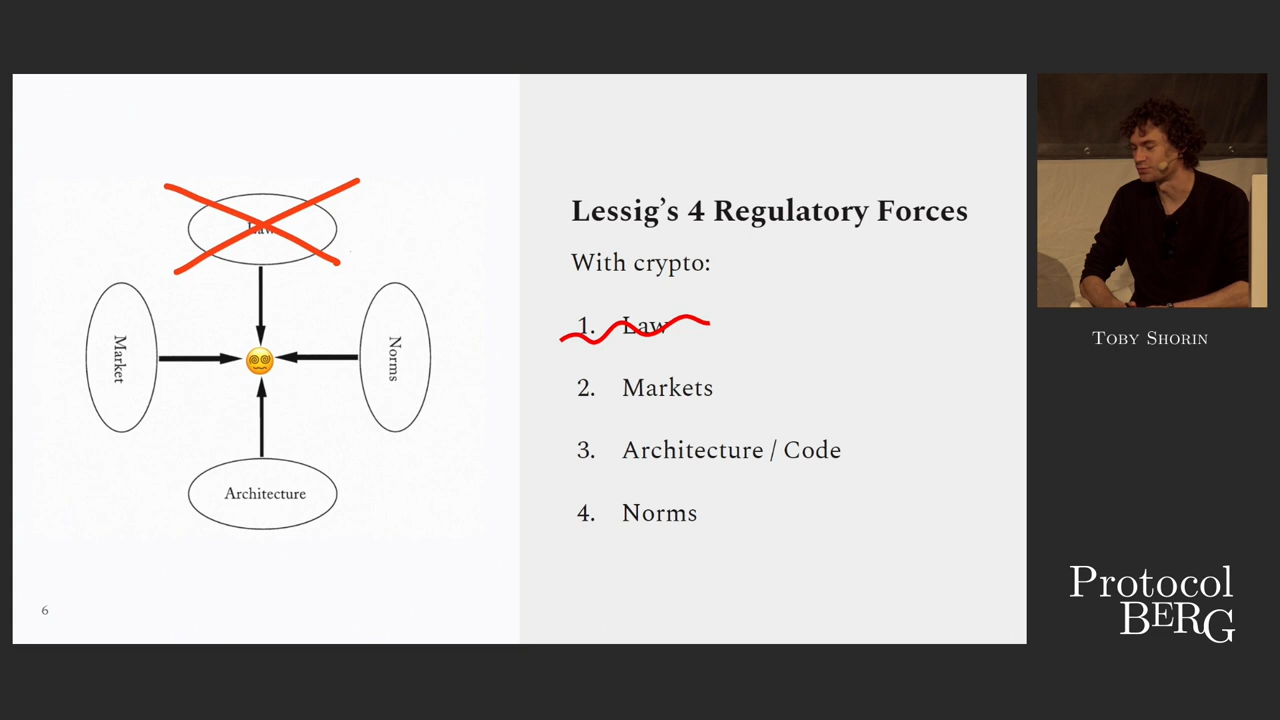 Law
Market
Norms
Architecture
6
Lessig's 4 Regulatory Forces
With crypto:
1. Law
2. Markets
3. Architecture / Code
4. Norms
Toby Shorin
Protocol
BERG